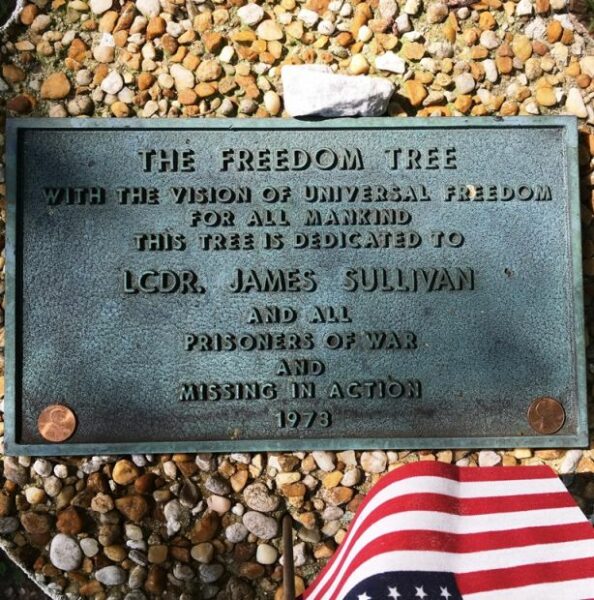 THE FREEDOM TREE
WITH THE VISION OF UNIVERSAL FREEDOM
FOR ALL MANKIND
THIS TREE IS DEDICATED TO
LCDR. JAMES SULLIVAN
AND ALL
PRISONERS OF WAR
AND
MISSING IN ACTION
1978